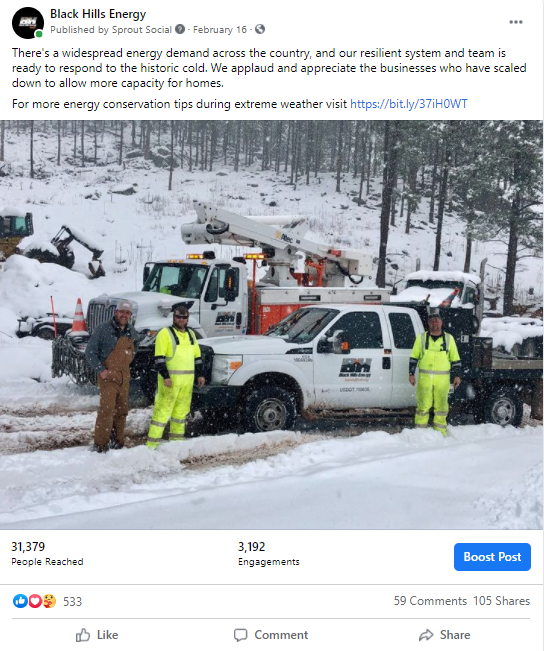 Black Hills Energy
Published by Sprout Social · February 16 ·
There's a widespread energy demand across the country, and our resilient system and team is
ready to respond to the historic cold. We applaud and appreciate the businesses who have scaled
down to allow more capacity for homes.
For more energy conservation tips during extreme weather visit https://bit.ly/37iH0WT
BH
Black Hills Energy
31,379
People Reached
3,192
Engagements
Boost Post
533
59 Comments 105 Shares
Like
Comment
Share